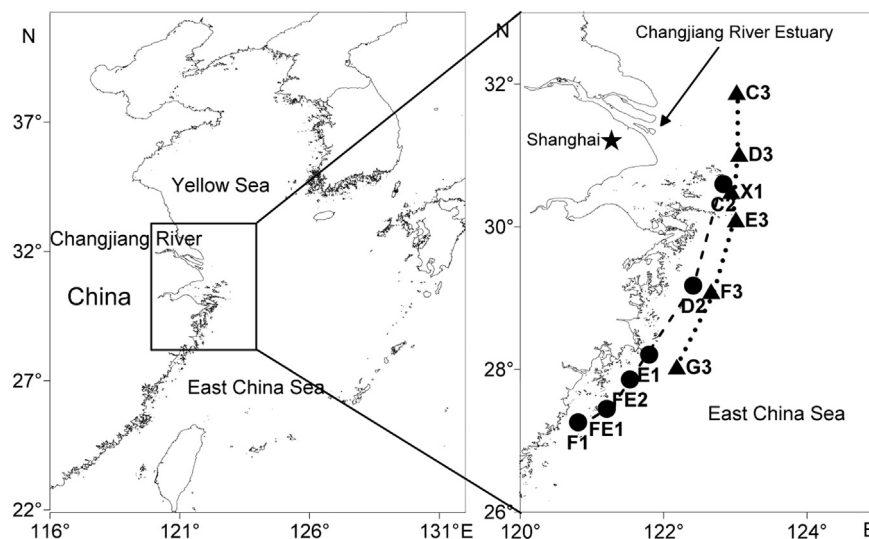 N
37°
Yellow Sea
32°
Changjiang River
China
27°
East China Sea
22°
116°
121°
126°
131°E
N
Changjiang River Estuary
32°
C3
Shanghai
D3
X1
C2
30°
E3
F3
D2
28°
G3
E1
FE2
East China Sea
FE1
F1
26°
120°
122°
124°
E